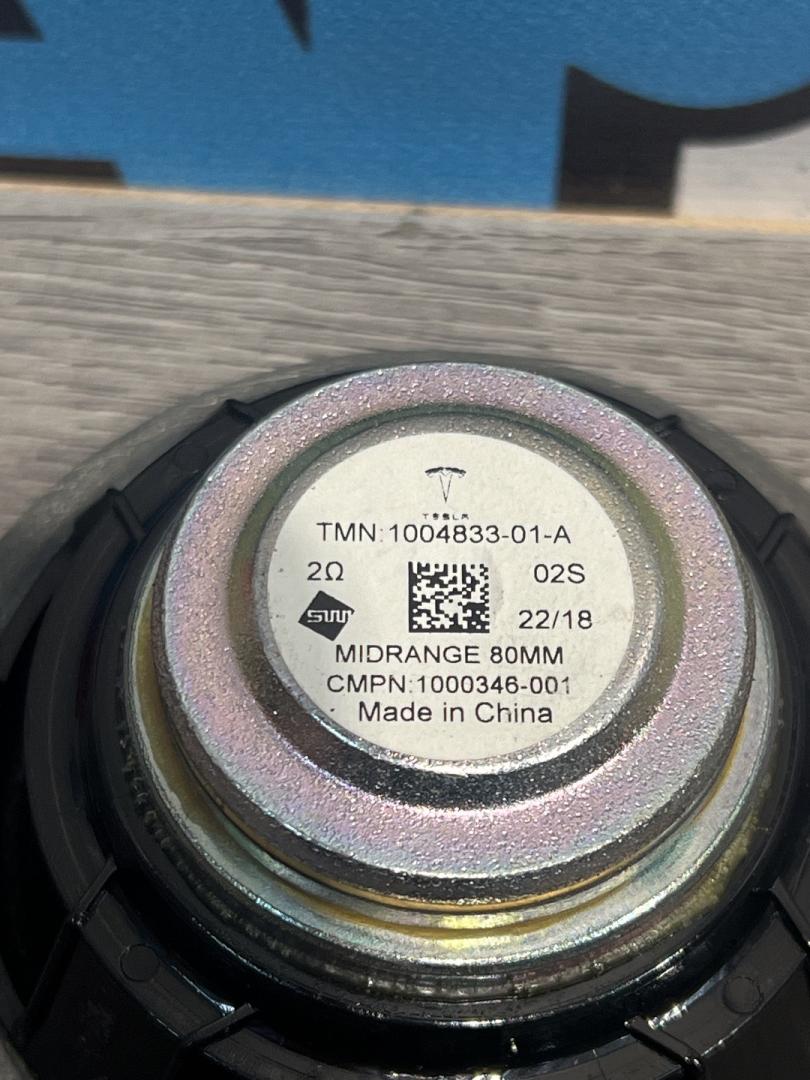 TESLA
TMN:1004833-01-A
2Ω
02S
SW
22/18
MIDRANGE 80MM
CMPN:1000346-001
Made in China